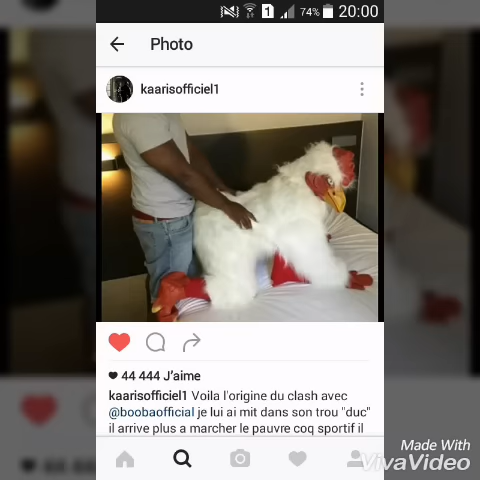 1 74% 20:00
Photo
kaarisofficiel1
44 444 J'aime
kaarisofficiel1 Voila l'origine du clash avec
@boobaofficial je lui ai mit dans son trou "duc"
il arrive plus a marcher le pauvre coq sportif il
Made With
VivaVideo